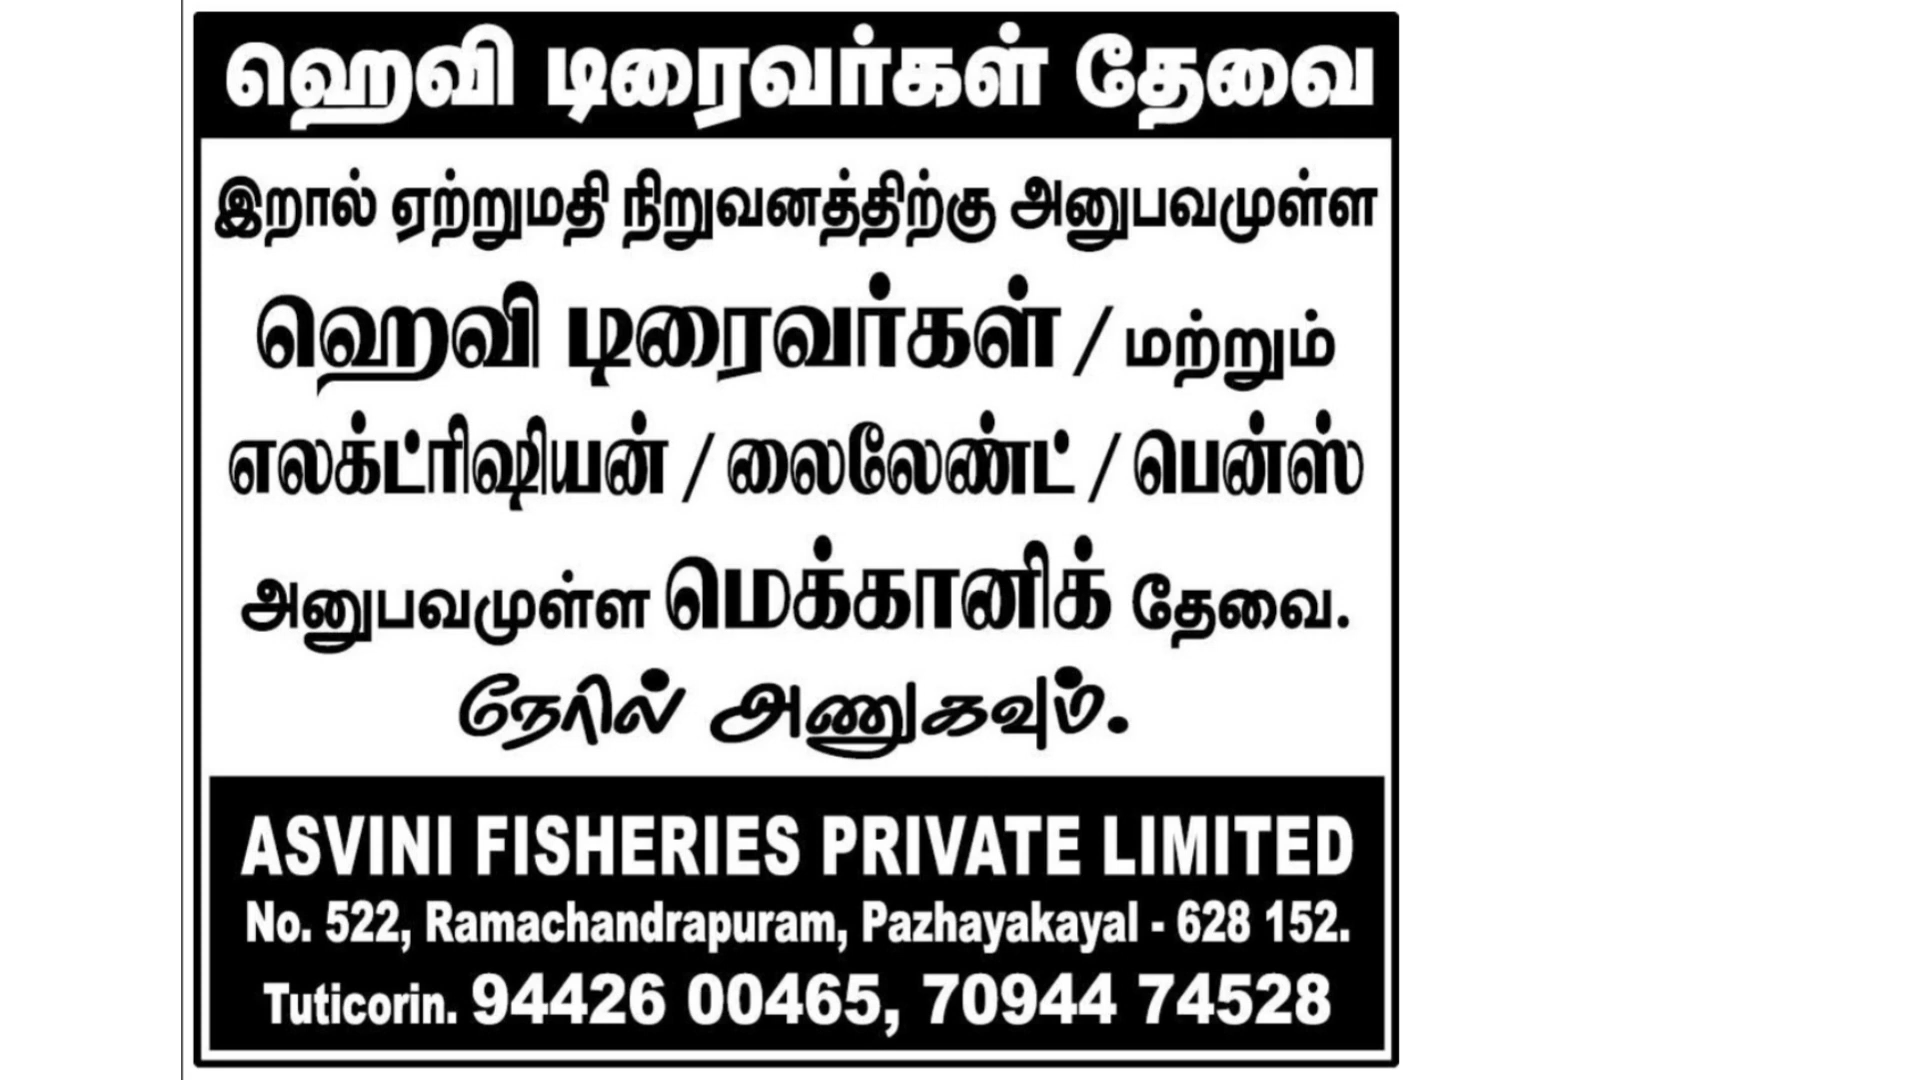 ஹெவி டிரைவர்கள் தேவை
இறால் ஏற்றுமதி நிறுவனத்திற்கு அனுபவமுள்ள
ஹெவி டிரைவர்கள் / மற்றும்
எலக்ட்ரிஷியன் / லைலேண்ட் / பென்ஸ்
அனுபவமுள்ள மெக்கானிக் தேவை.
நேரில் அணுகவும்.
ASVINI FISHERIES PRIVATE LIMITED
No. 522, Ramachandrapuram, Pazhayakayal - 628 152.
Tuticorin. 94426 00465, 70944 74528